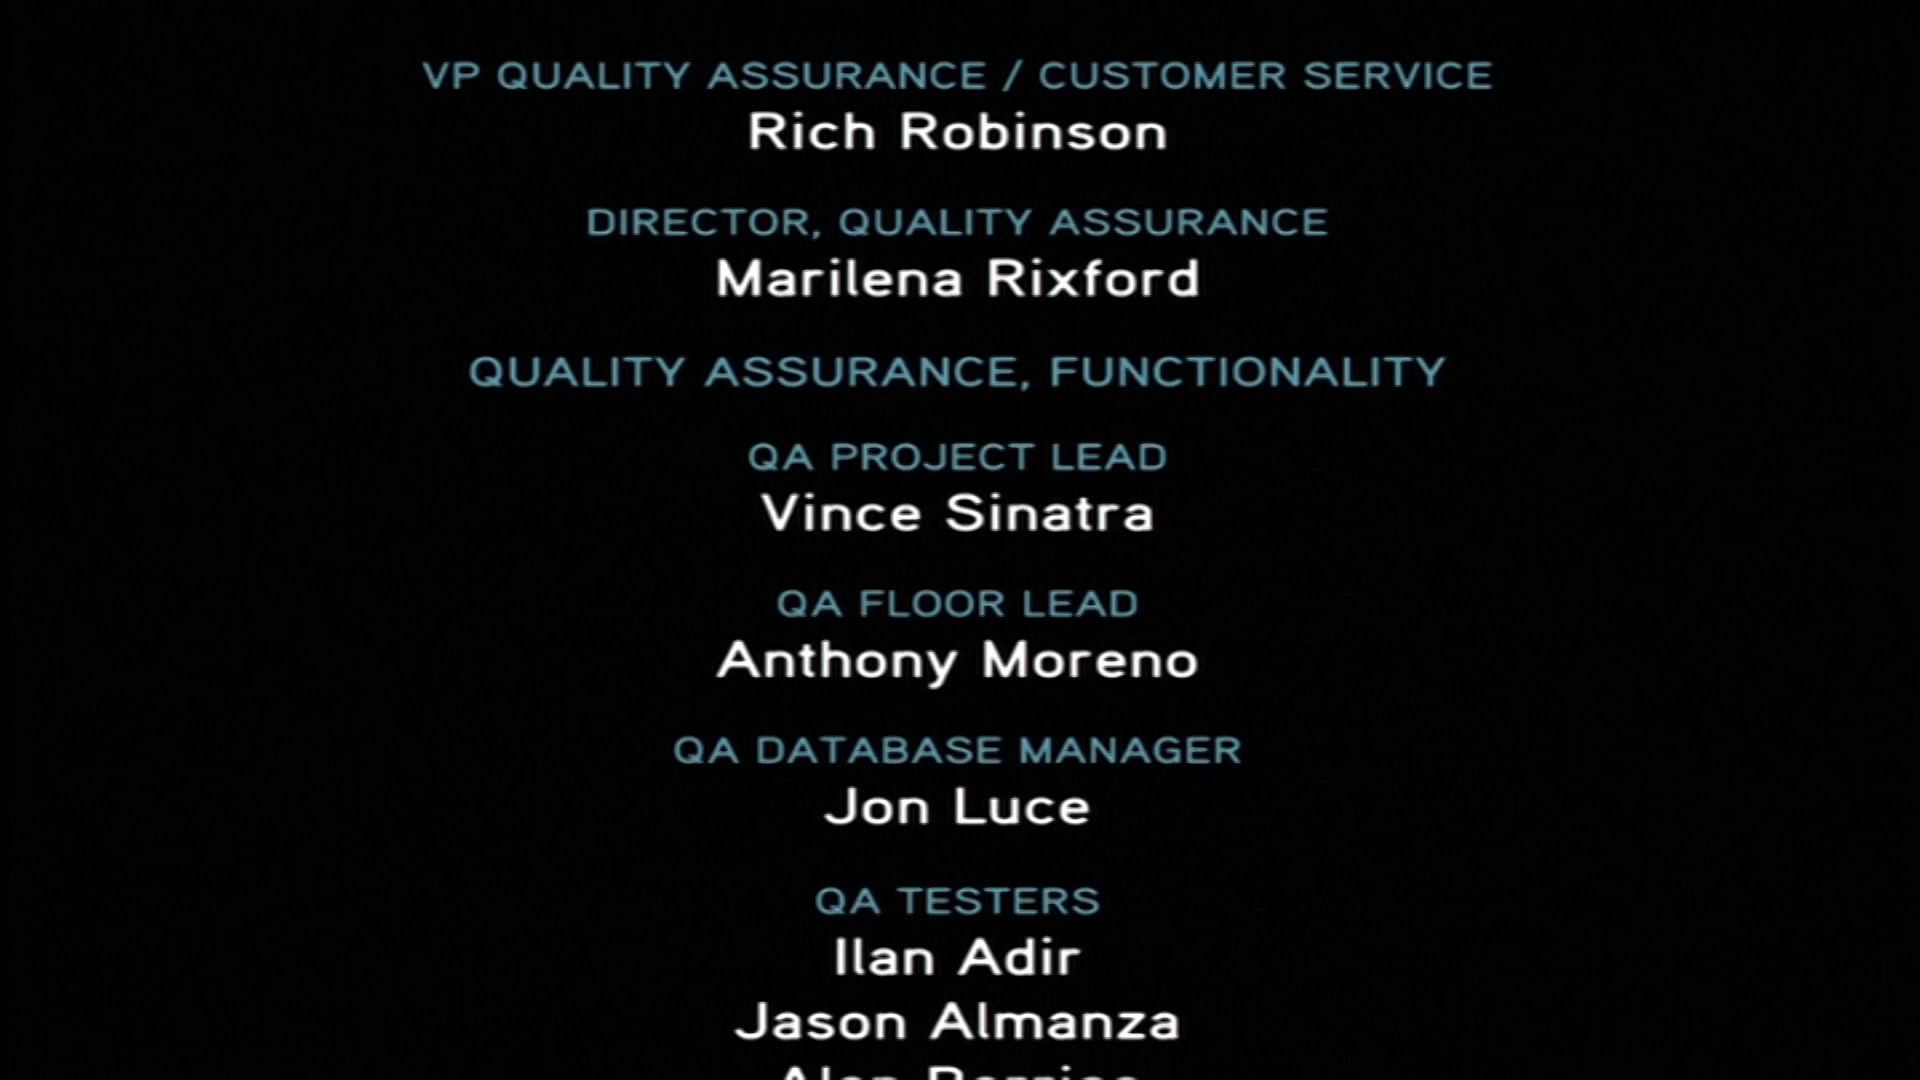 VP QUALITY ASSURANCE / CUSTOMER SERVICE
Rich Robinson
DIRECTOR, QUALITY ASSURANCE
Marilena Rixford
QUALITY ASSURANCE, FUNCTIONALITY
QA PROJECT LEAD
Vince Sinatra
QA FLOOR LEAD
Anthony Moreno
QA DATABASE MANAGER
Jon Luce
QA TESTERS
Ilan Adir
Jason Almanza